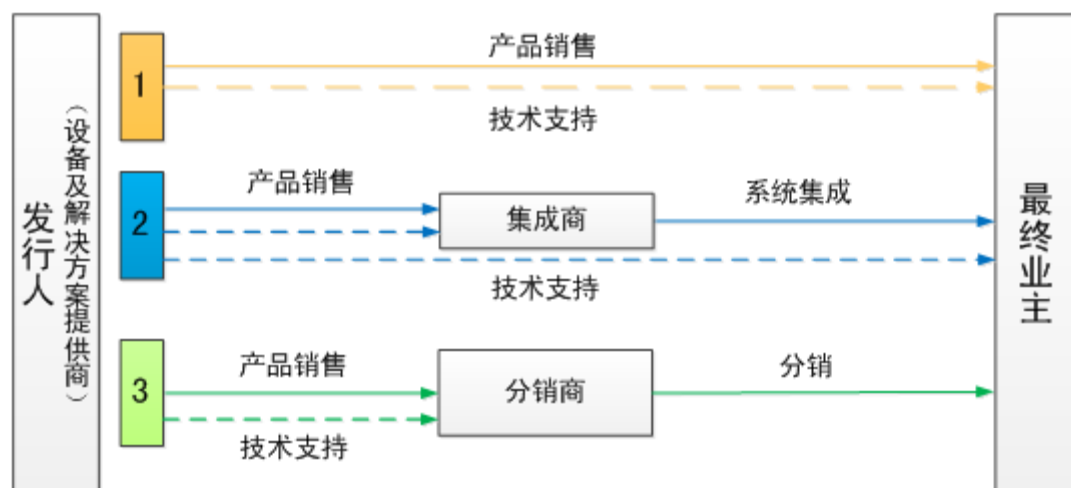 发行人
（设备及解决方案提供商）
1
产品销售
技术支持
2
产品销售
集成商
系统集成
技术支持
3
产品销售
技术支持
分销商
分销
最终业主